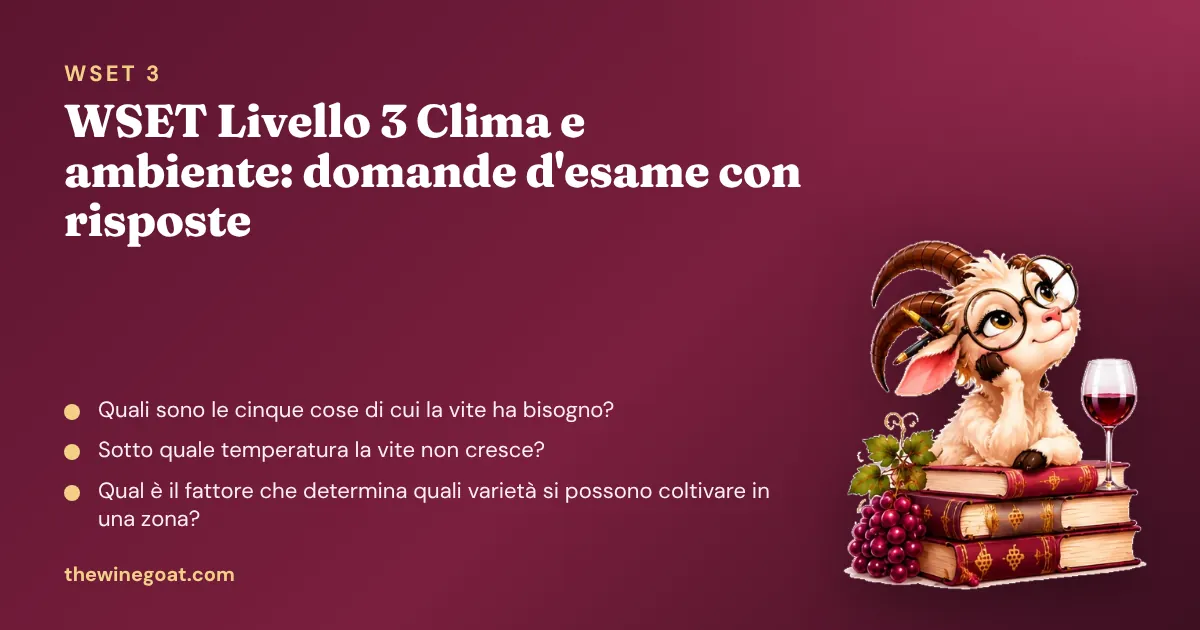 WSET 3
WSET Livello 3 Clima e
ambiente: domande d'esame con
risposte
Quali sono le cinque cose di cui la vite ha bisogno?
Sotto quale temperatura la vite non cresce?
Qual è il fattore che determina quali varietà si possono coltivare in
una zona?
thewinegoat.com